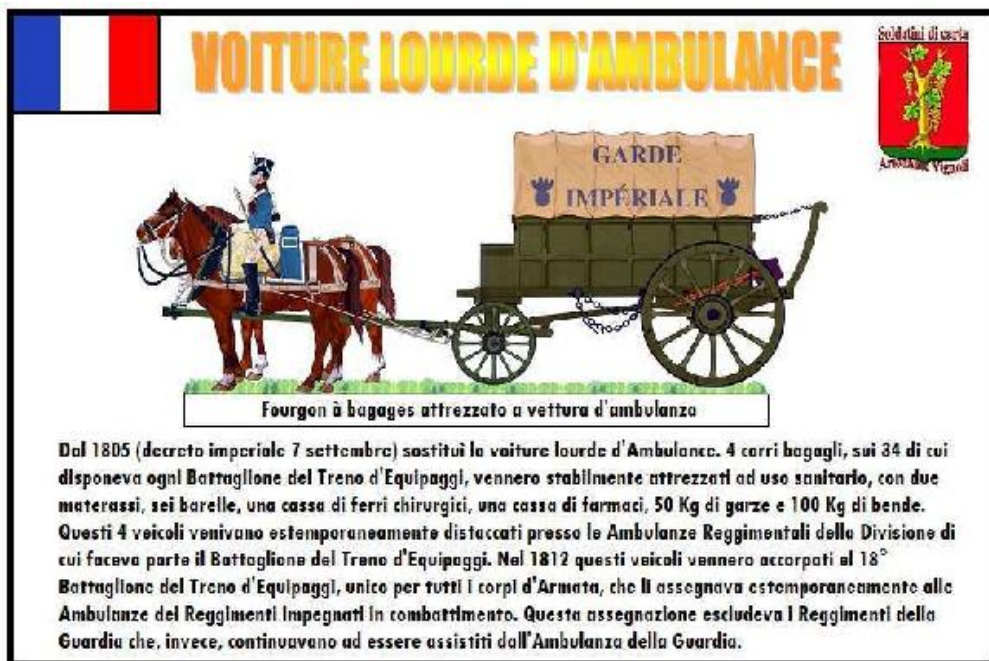 VOITURE LOURDE D'AMBULANCE
Soldatini di carta
Vignoli
GARDE
IMPÉRIALE
Fourgon à bagages attrezzato a vettura d'ambulanza
Dal 1805 (decreto imperiale 7 settembre) sostituì la voiture lourde d'Ambulance. 4 carri bagagli, sui 34 di cui
disponeva ogni Battaglione del Treno d'Equipaggi, vennero stabilmente attrezzati ad uso sanitario, con due
materassi, sei barelle, una cassa di ferri chirurgici, una cassa di farmaci, 50 Kg di garze e 100 Kg di bende.
Questi 4 veicoli venivano estemporaneamente distaccati presso le Ambulanze Reggimentali della Divisione di
cui faceva parte il Battaglione del Treno d'Equipaggi. Nel 1812 questi veicoli vennero accorpati al 18°
Battaglione del Treno d'Equipaggi, unico per tutti i corpi d'Armata, che li assegnava estemporaneamente alle
Ambulanze dei Reggimenti impegnati in combattimento. Questa assegnazione escludeva i Reggimenti della
Guardia che, invece, continuavano ad essere assistiti dall'Ambulanza della Guardia.